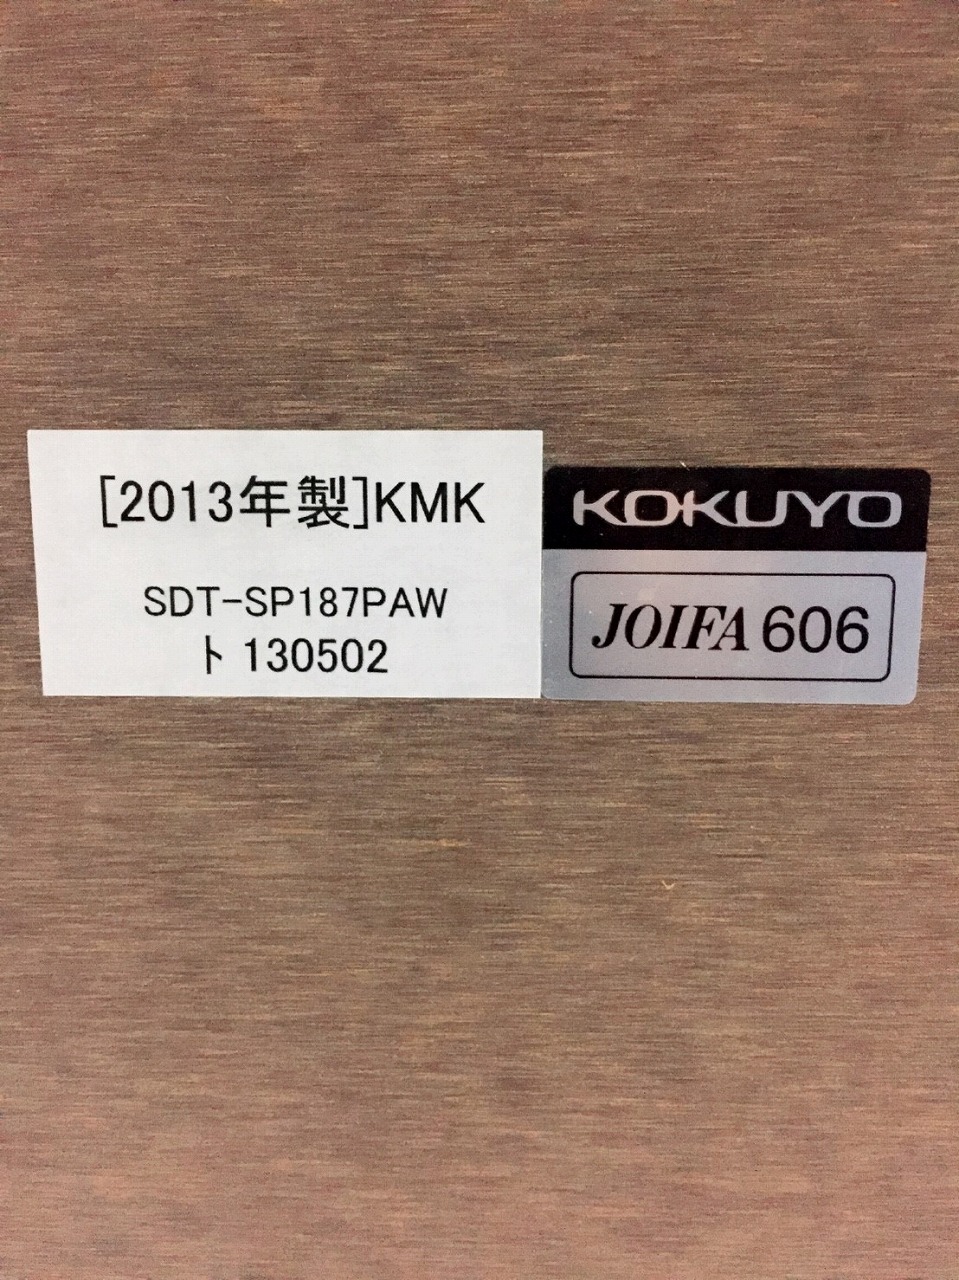 [2013年製]KMK
SDT-SP187PAW
ト 130502
KOKUYO
JOIFA 606